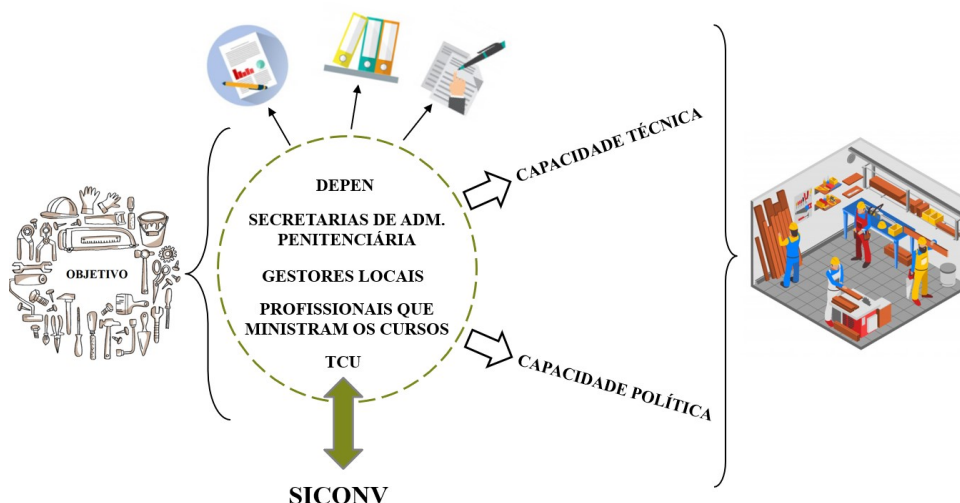 OBJETIVO
DEPEN
SECRETARIAS DE ADM.
PENITENCIÁRIA
GESTORES LOCAIS
PROFISSIONAIS QUE
MINISTRAM OS CURSOS
TCU
SICONV
CAPACIDADE TÉCNICA
CAPACIDADE POLÍTICA